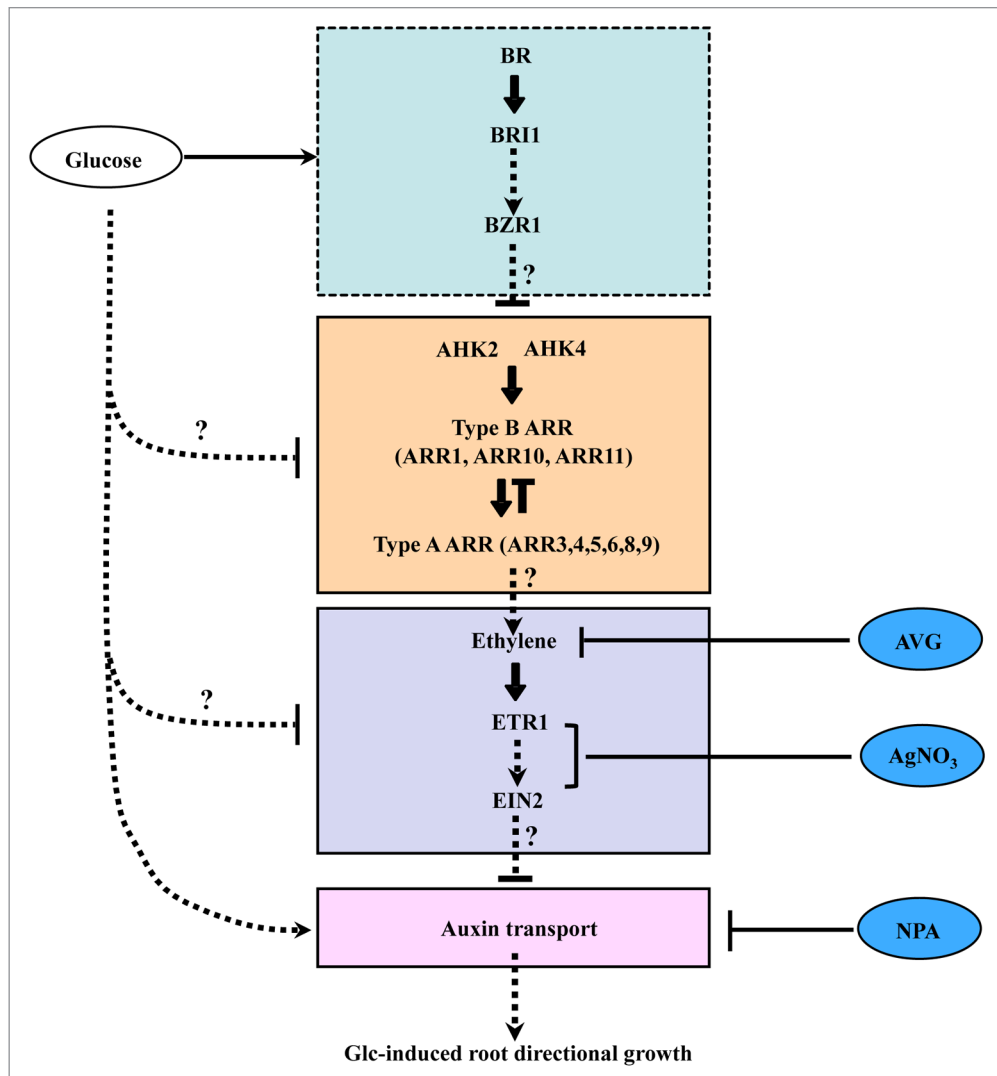 BR
Glucose
BRI1
BZR1
?
AHK2 AHK4
?
Type B ARR
(ARR1, ARR10, ARR11)
Type A ARR (ARR3,4,5,6,8,9)
?
Ethylene
AVG
?
ETR1
AgNO₃
EIN2
?
Auxin transport
NPA
Glc-induced root directional growth